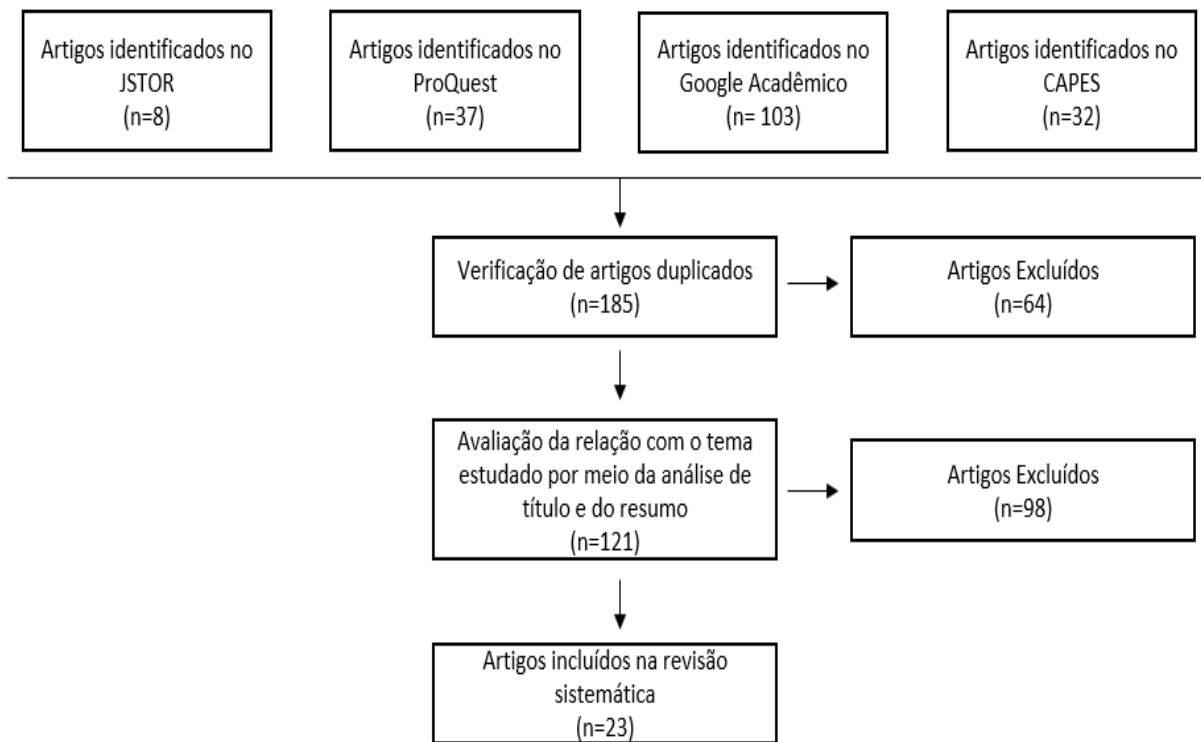 Artigos identificados no
JSTOR
(n=8)
Artigos identificados no
ProQuest
(n=37)
Artigos identificados no
Google Acadêmico
(n= 103)
Artigos identificados no
CAPES
(n=32)
Verificação de artigos duplicados
(n=185)
Artigos Excluídos
(n=64)
Avaliação da relação com o tema
estudado por meio da análise de
título e do resumo
(n=121)
Artigos Excluídos
(n=98)
Artigos incluídos na revisão
sistemática
(n=23)